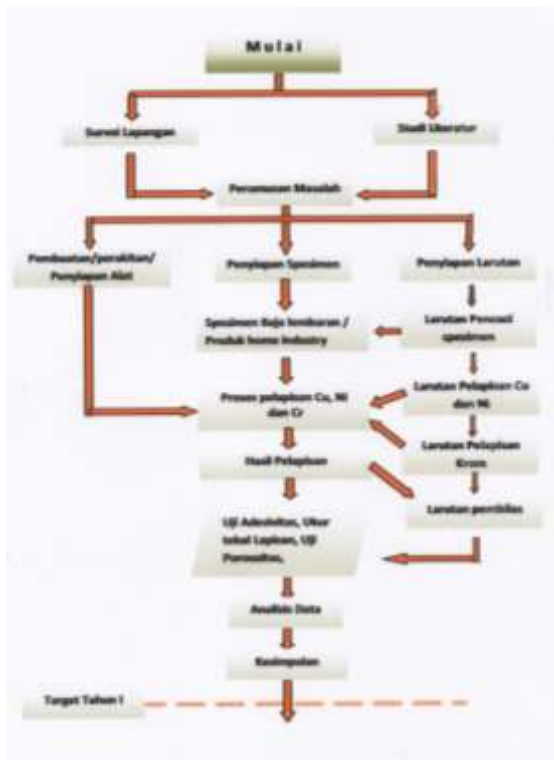 Mulai
Survei Lapangan
Studi Literatur
Perumusan Masalah
Pembuatan/perakitan/
Penyiapan Alat
Penyiapan Spesimen
Penyiapan Larutan
Spesimen Baja lembaran /
Produk home industry
Larutan Pencuci
spesimen
Proses pelapisan Cu, Ni
dan Cr
Larutan Pelapisan Cu
dan Ni
Larutan Pelapisan
Krom
Hasil Pelapisan
Larutan
Uji Adesivitas, Ukur
tebal Lapisan, Uji
Porositas,
Analisis Data
Kesimpulan
Target Tahun I